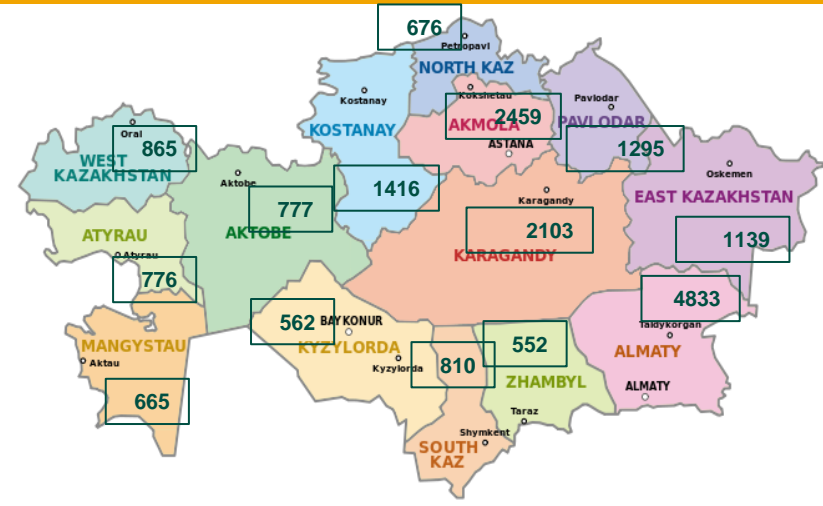 676
Petropavl
NORTH KAZ
Kostanay
KOSTANAY
Kokshetau
2459
AKMOLA
ASTANA
Pavlodar
PAVLODAR
1295
Oral
865
WEST
KAZAKHSTAN
Aktobe
777
AKTOBE
1416
Karagandy
2103
KARAGANDY
Oskemen
EAST KAZAKHSTAN
1139
ATYRAU
Atyrau
776
562
BAYKONUR
KYZYLORDA
Kyzylorda
4833
Taldykorgan
ALMATY
ALMATY
MANGYSTAU
Aktau
665
810
552
ZHAMBYL
Taraz
Shymkent
SOUTH
KAZ